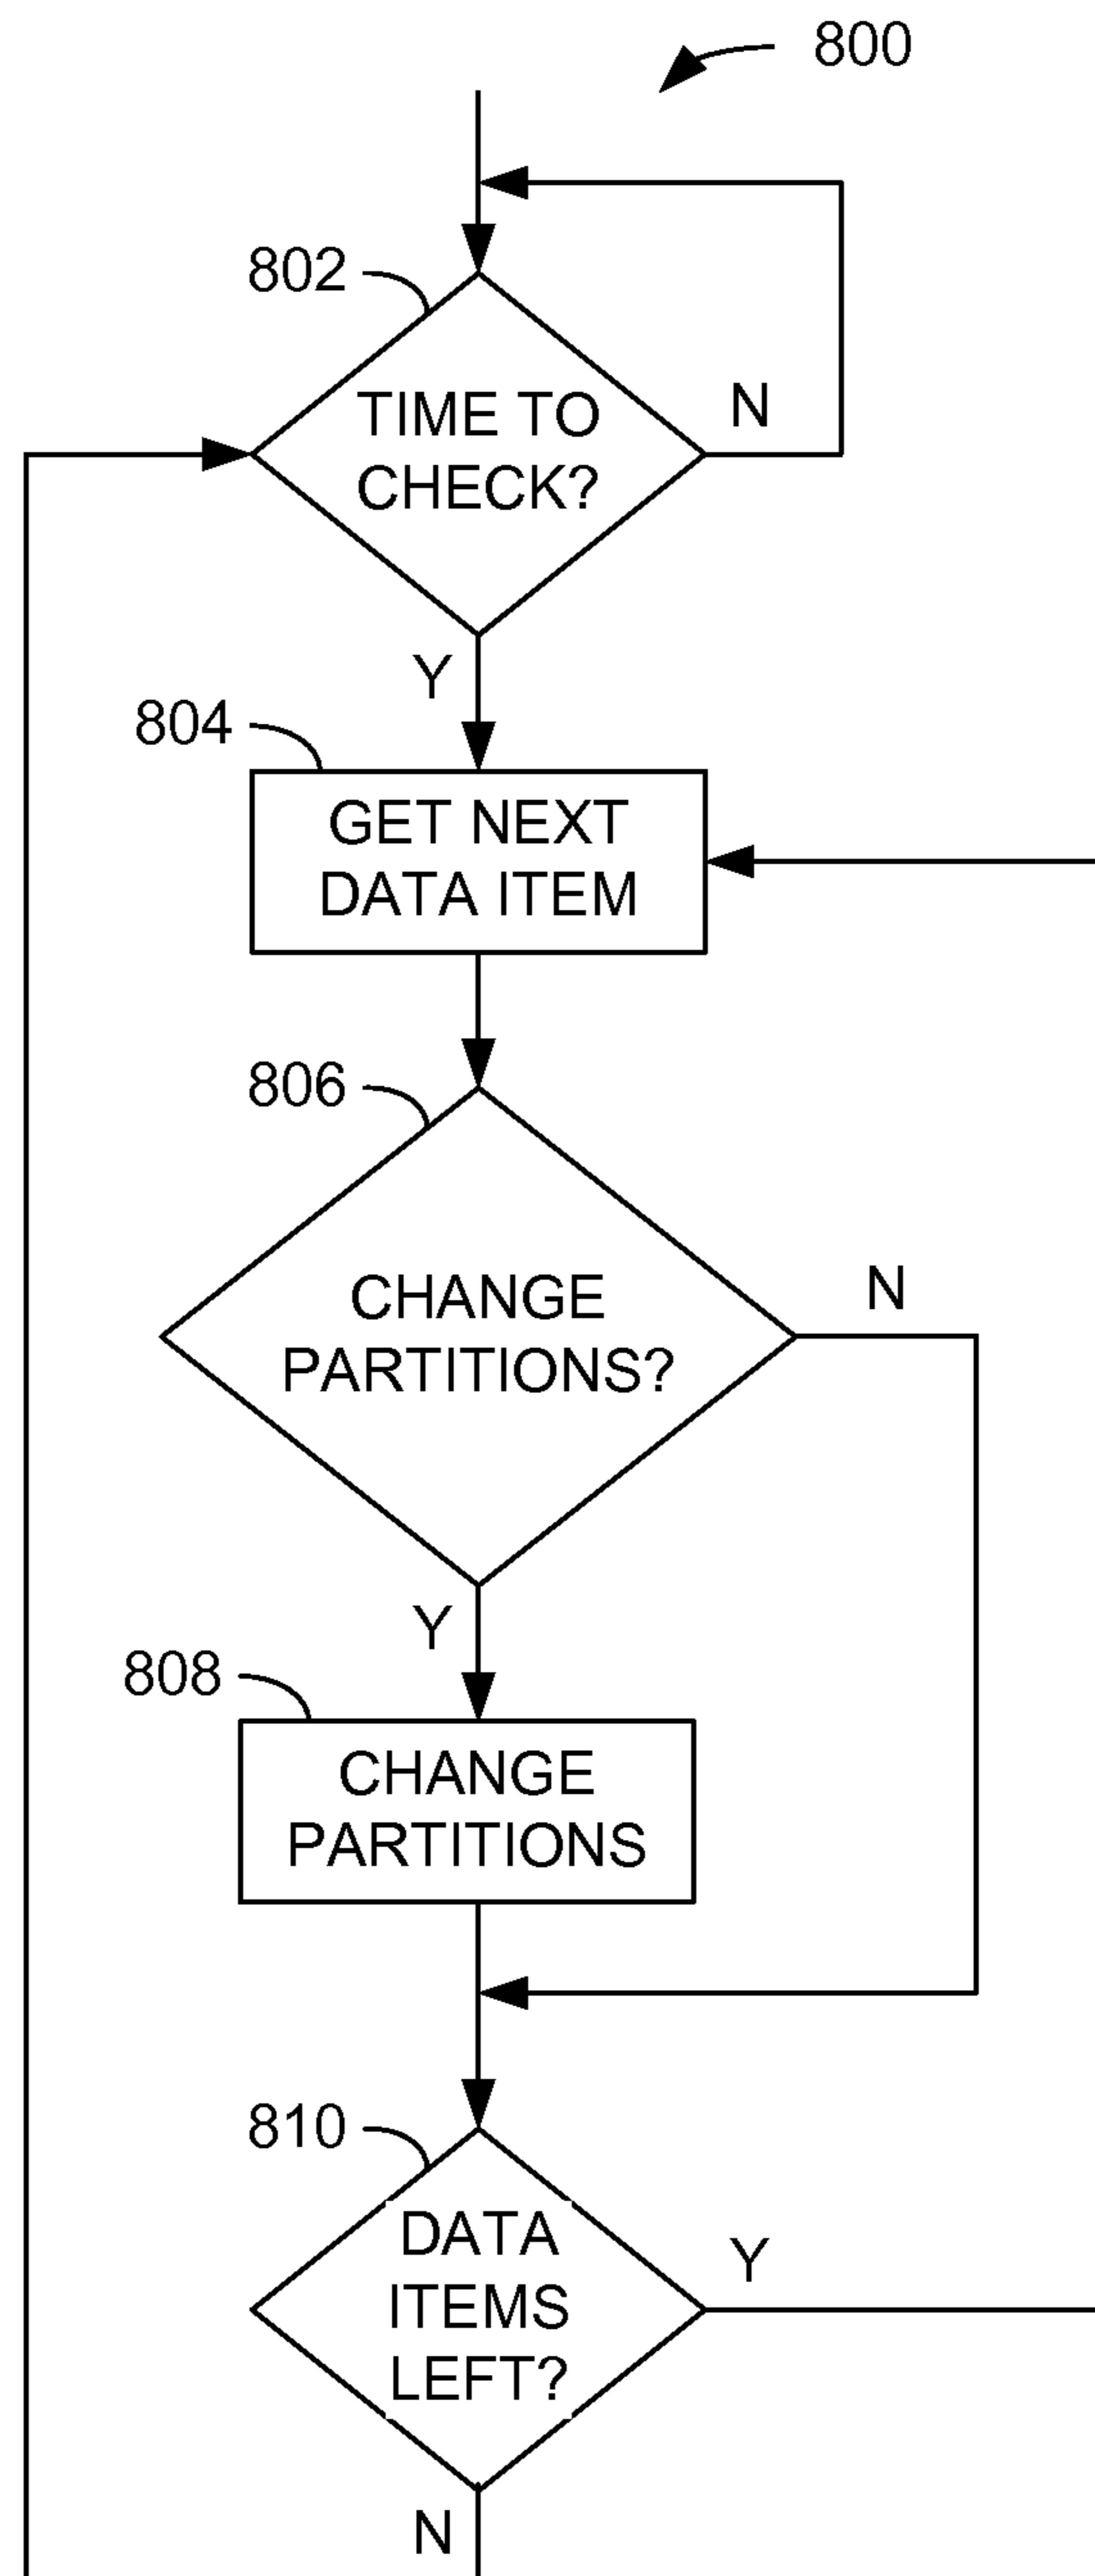 800
802
TIME TO
CHECK?
N
Y
804
GET NEXT
DATA ITEM
806
CHANGE
PARTITIONS?
N
Y
808
CHANGE
PARTITIONS
810
DATA
ITEMS
LEFT?
Y
N